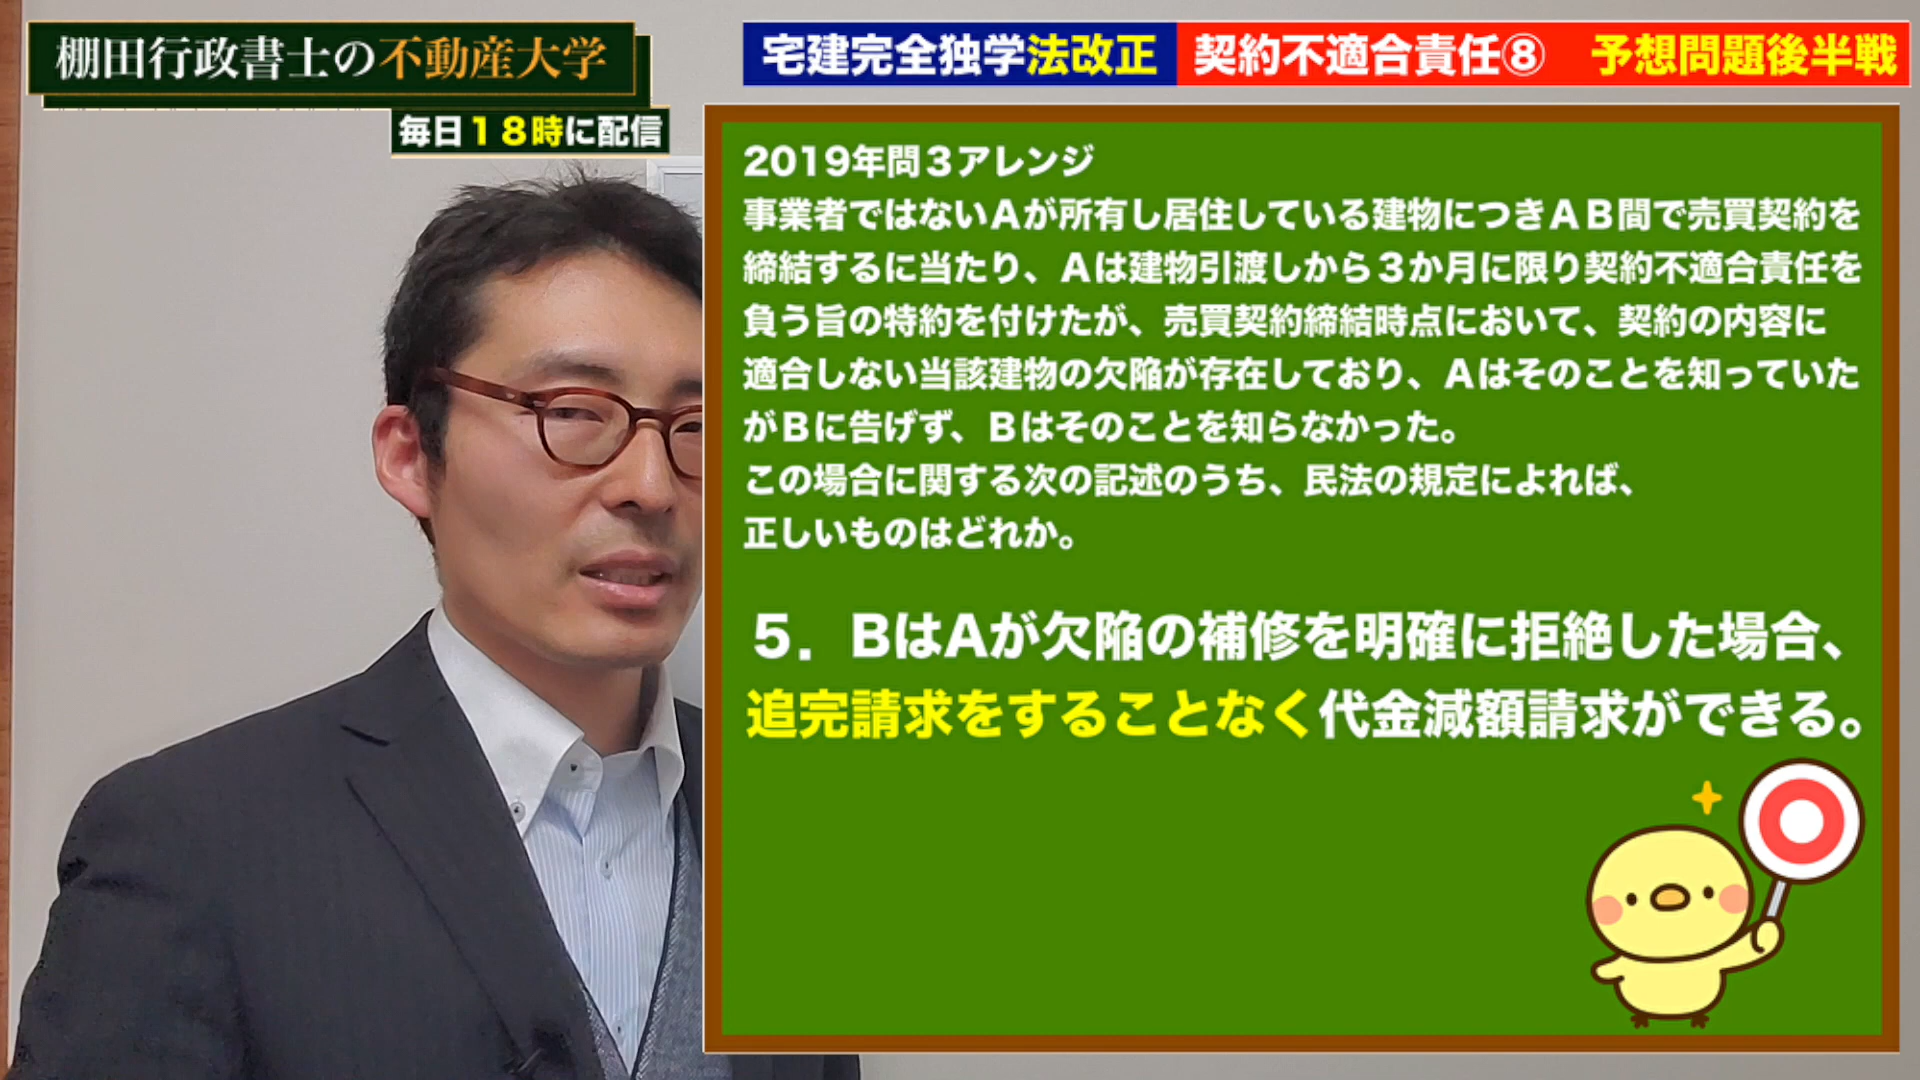 棚田行政書士の不動産大学
毎日１８時に配信
宅建完全独学法改正 契約不適合責任⑧ 予想問題後半戦
2019年問３アレンジ
事業者ではないＡが所有し居住している建物につきＡＢ間で売買契約を
締結するに当たり、Ａは建物引渡しから３か月に限り契約不適合責任を
負う旨の特約を付けたが、売買契約締結時点において、契約の内容に
適合しない当該建物の欠陥が存在しており、Ａはそのことを知っていた
がＢに告げず、Ｂはそのことを知らなかった。
この場合に関する次の記述のうち、民法の規定によれば、
正しいものはどれか。
５．BはAが欠陥の補修を明確に拒絶した場合、
追完請求をすることなく代金減額請求ができる。